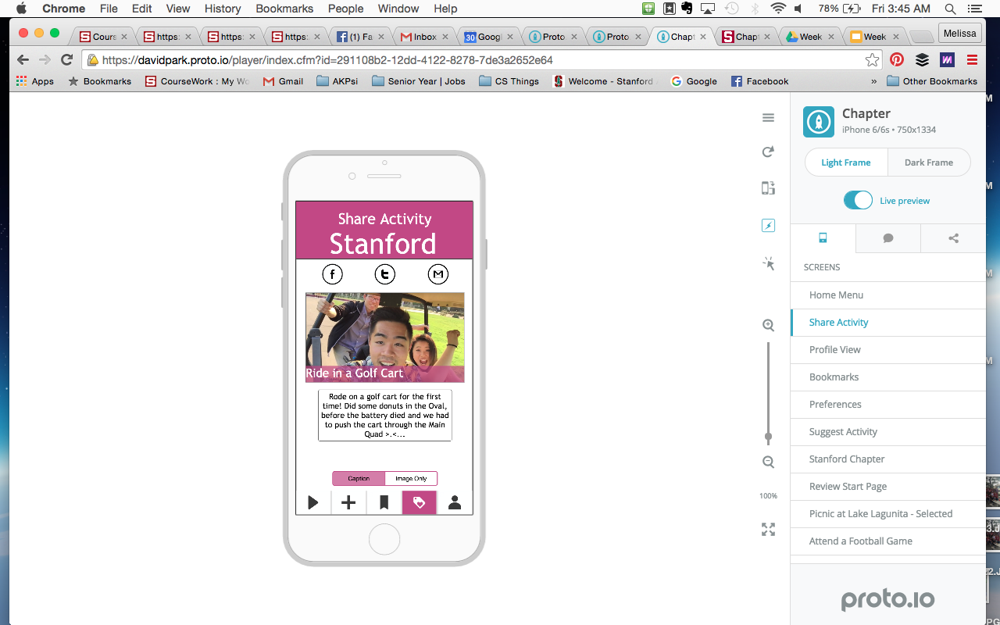 Chrome File Edit View History Bookmarks People Window Help 78% Fri 3:45 AM
Cours https: https: https: (1) Fa Inbox 30 Googl Proto Proto Chapt Chapt Week Week Melissa
https://davidpark.proto.io/player/index.cfm?id=291108b2-12dd-4122-8278-7de3a2652e64
Apps Bookmarks CourseWork : My Wo Gmail AKPsi Senior Year | Jobs CS Things Welcome - Stanford Google Facebook » Other Bookmarks
Share Activity
Stanford
Ride in a Golf Cart
Rode on a golf cart for the first
time! Did some donuts in the Oval,
before the battery died and we had
to push the cart through the Main
Quad >.<...
Caption Image Only
100%
Chapter
iPhone 6/6s • 750x1334
Light Frame Dark Frame
Live preview
SCREENS
Home Menu
Share Activity
Profile View
Bookmarks
Preferences
Suggest Activity
Stanford Chapter
Review Start Page
Picnic at Lake Lagunita - Selected
Attend a Football Game
proto.io